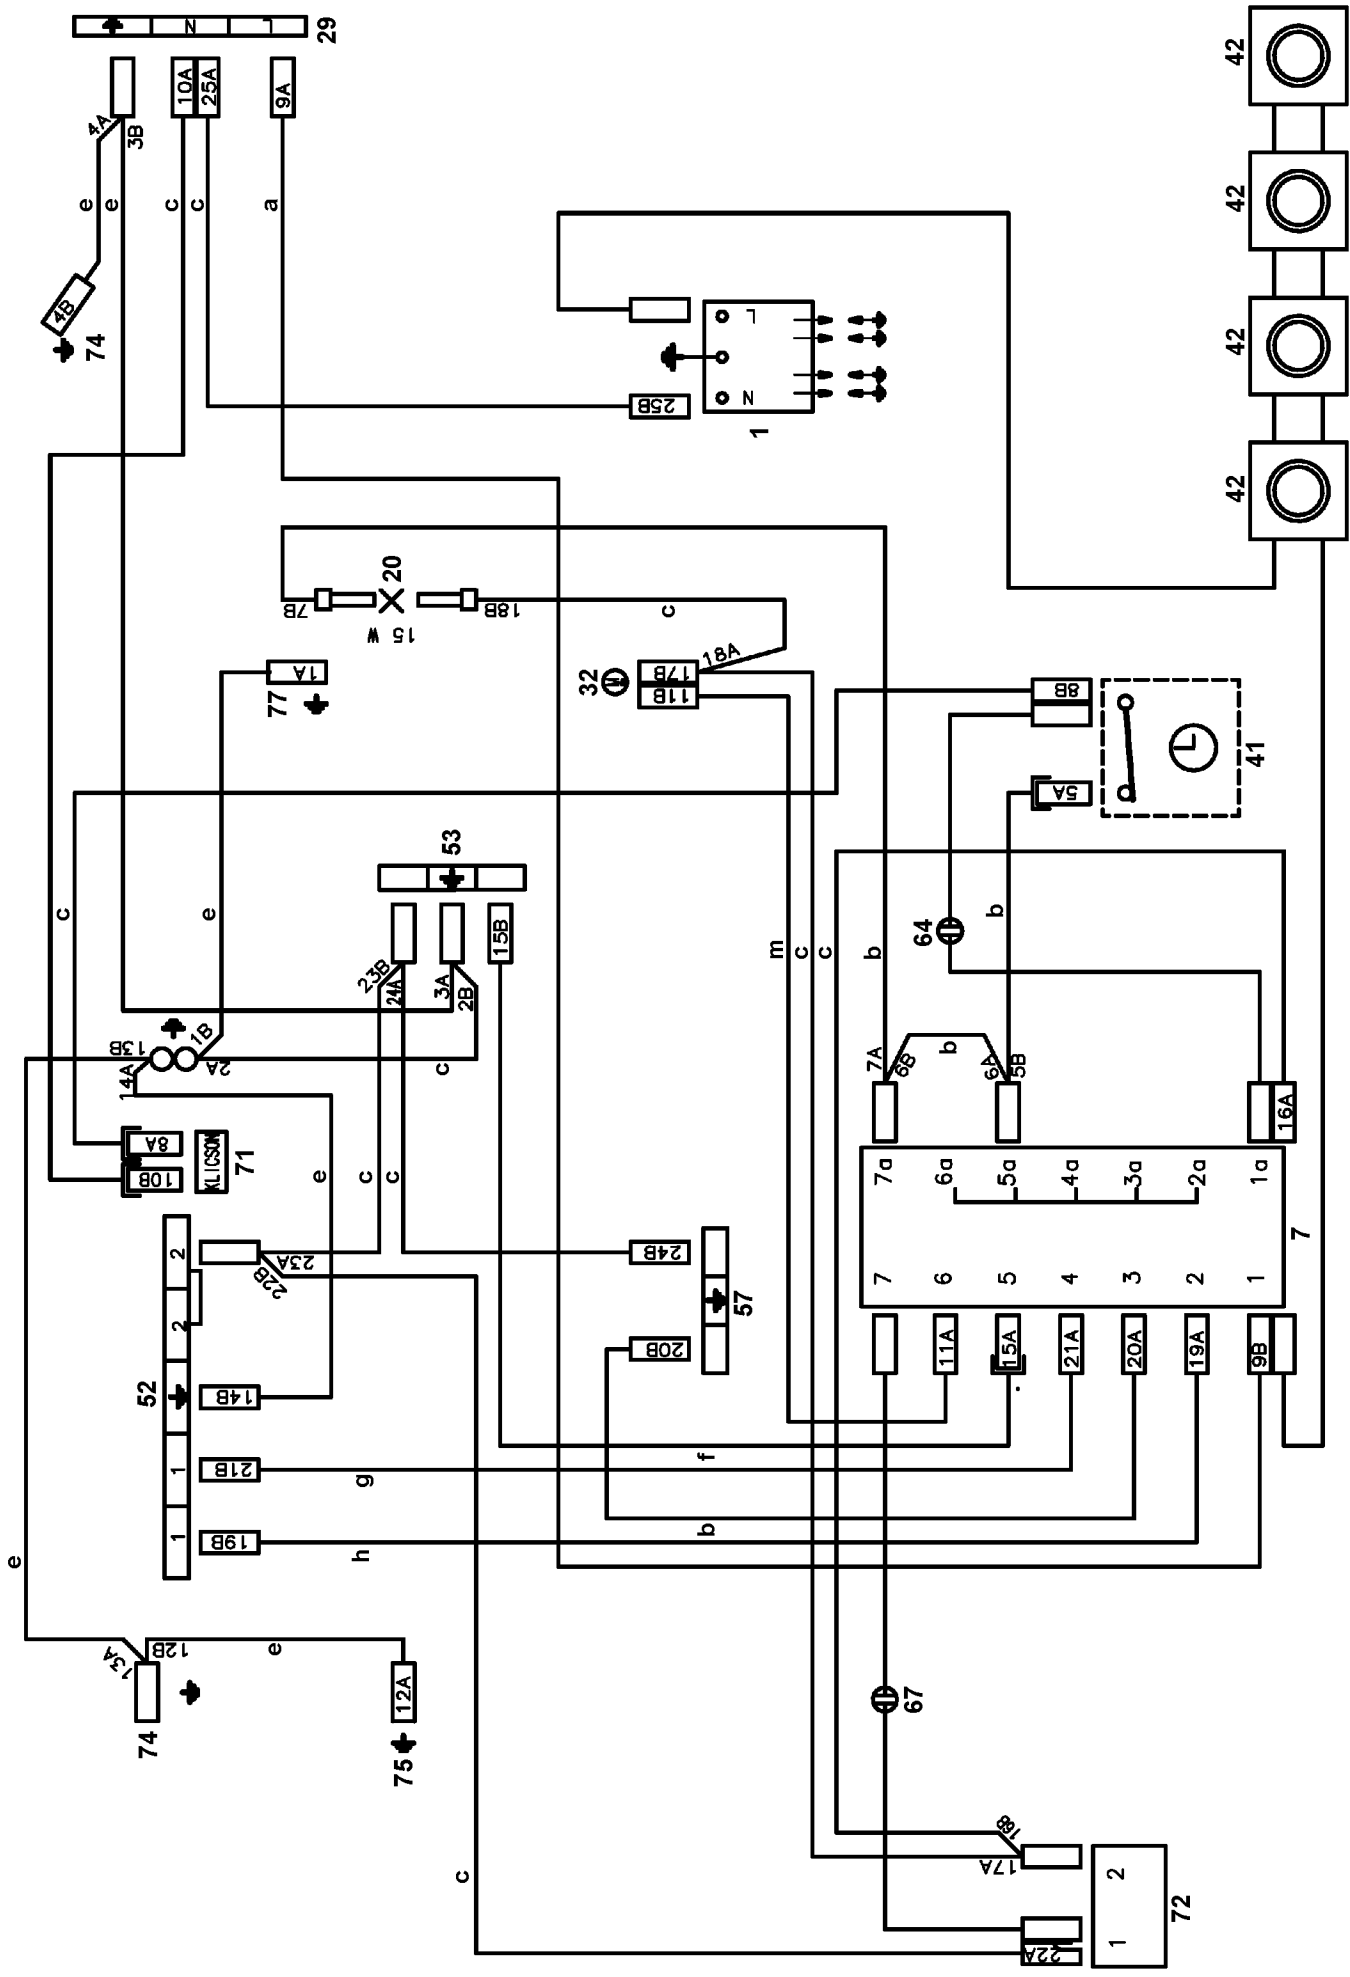 N L
29
10A
25A
9A
4A
3B
e
e
c
c
a
4B
74
42
42
42
42
L
N
25B
1
7B
20
18B
15 W
c
1A
77
32
17B
11B
18A
8B
5A
41
53
c
e
23B
24A
3A
2B
15B
m
c
c
b
64
b
13B
1B
2A
14A
c
7A
6B
b
6A
5B
8A
10B
KLICSON
71
e
c
c
16A
7a
6a
5a
4a
3a
2a
1a
7
6
5
4
3
2
1
7
2
2
1
1
52
22B
23A
14B
21B
19B
24B
20B
57
11A
15A
21A
20A
19A
9B
g
f
h
b
e
13A
12B
e
74
12A
75
67
c
16B
17A
22A
1
2
72